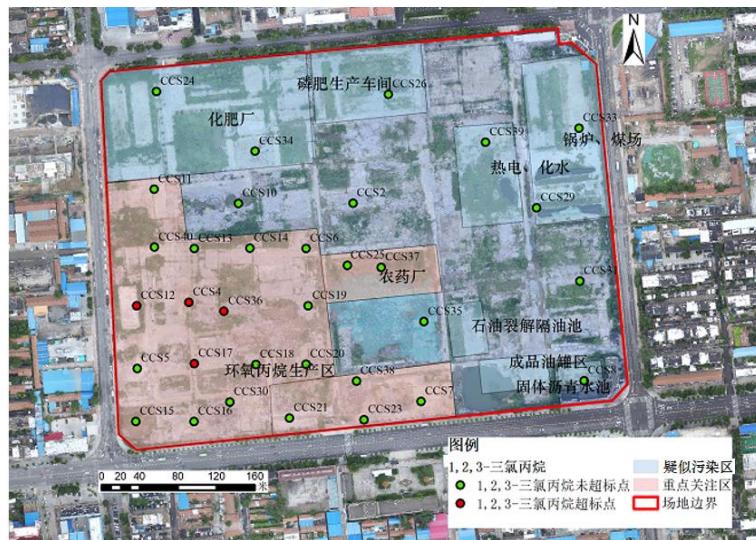 N
CCS24
磷肥生产车间
CCS26
化肥厂
CCS33
锅炉、煤场
CCS39
CCS34
热电、化水
CCS11
CCS10
CCS2
CCS29
CCS40
CCS13
CCS14
CCS6
CCS25
CCS37
农药厂
CCS12
CCS4
CCS36
CCS19
CCS35
石油裂解隔油池
CCS5
CCS17
CCS18
CCS20
环氧丙烷生产区
成品油罐区
CCS38
CCS8
固体沥青水池
CCS30
CCS7
CCS15
CCS16
CCS21
CCS23
图例
1,2,3-三氯丙烷
1,2,3-三氯丙烷未超标点
1,2,3-三氯丙烷超标点
疑似污染区
重点关注区
场地边界
0 20 40 80 120 160
米